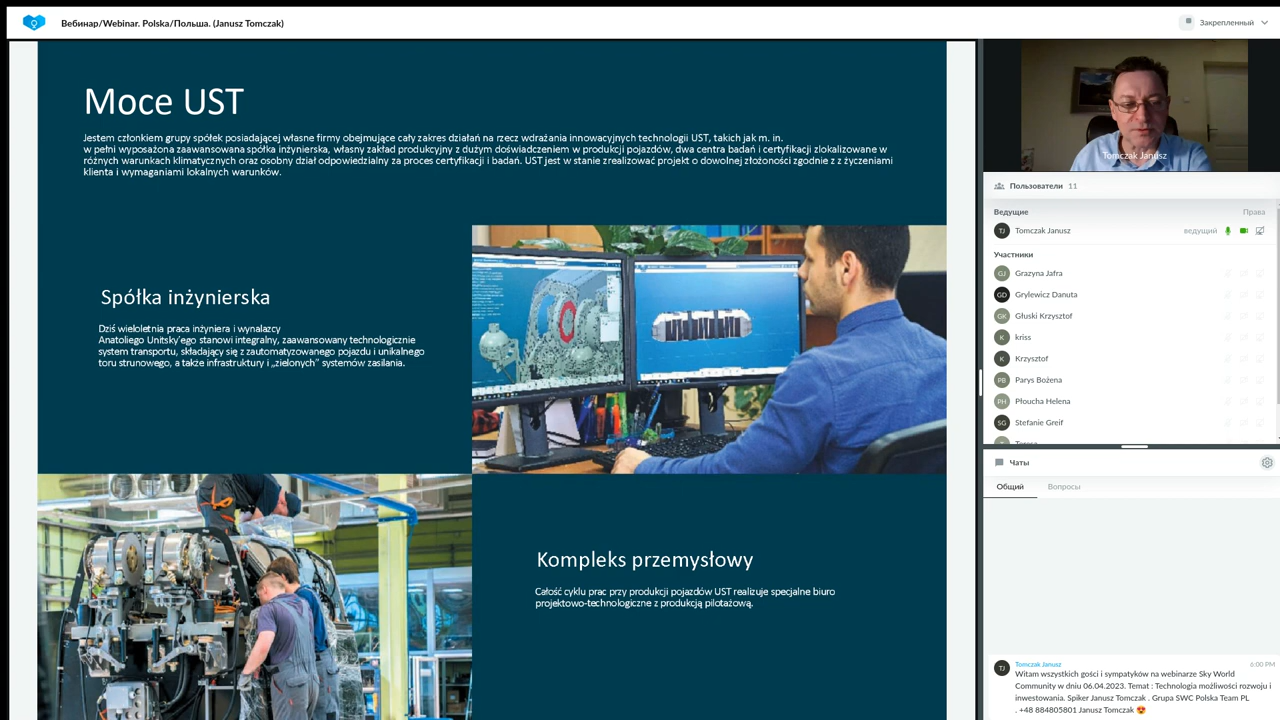 Вебинар/Webinar. Polska/Польша. (Janusz Tomczak)
Закрепленный
Moce UST
Jestem członkiem grupy spółek posiadającej własne firmy obejmujące cały zakres działań na rzecz wdrażania innowacyjnych technologii UST, takich jak m. in.
w pełni wyposażona zaawansowana spółka inżynierska, własny zakład produkcyjny z dużym doświadczeniem w produkcji pojazdów, dwa centra badań i certyfikacji zlokalizowane w
różnych warunkach klimatycznych oraz osobny dział odpowiedzialny za proces certyfikacji i badań. UST jest w stanie zrealizować projekt o dowolnej złożoności zgodnie z z życzeniami
klienta i wymaganiami lokalnych warunków.
Spółka inżynierska
Dziś wieloletnia praca inżyniera i wynalazcy
Anatoliego Unitsky'ego stanowi integralny, zaawansowany technologicznie
system transportu, składający się z zautomatyzowanego pojazdu i unikalnego
toru strunowego, a także infrastruktury i „zielonych” systemów zasilania.
Kompleks przemysłowy
Całość cyklu prac przy produkcji pojazdów UST realizuje specjalne biuro
projektowo-technologiczne z produkcją pilotażową.
Tomczak Janusz
Пользователи 11
Ведущие Права
TJ Tomczak Janusz ведущий
Участники
GJ Grazyna Jafra
GD Grylewicz Danuta
GK Głuski Krzysztof
K kriss
K Krzysztof
PB Parys Bożena
PH Płoucha Helena
SG Stefanie Greif
Чаты
Общий Вопросы
TJ Tomczak Janusz 6:00 PM
Witam wszystkich gości i sympatyków na webinarze Sky World
Community w dniu 06.04.2023. Temat : Technologia możliwości rozwoju i
inwestowania. Spiker Janusz Tomczak . Grupa SWC Polska Team PL
. +48 884805801 Janusz Tomczak 😍